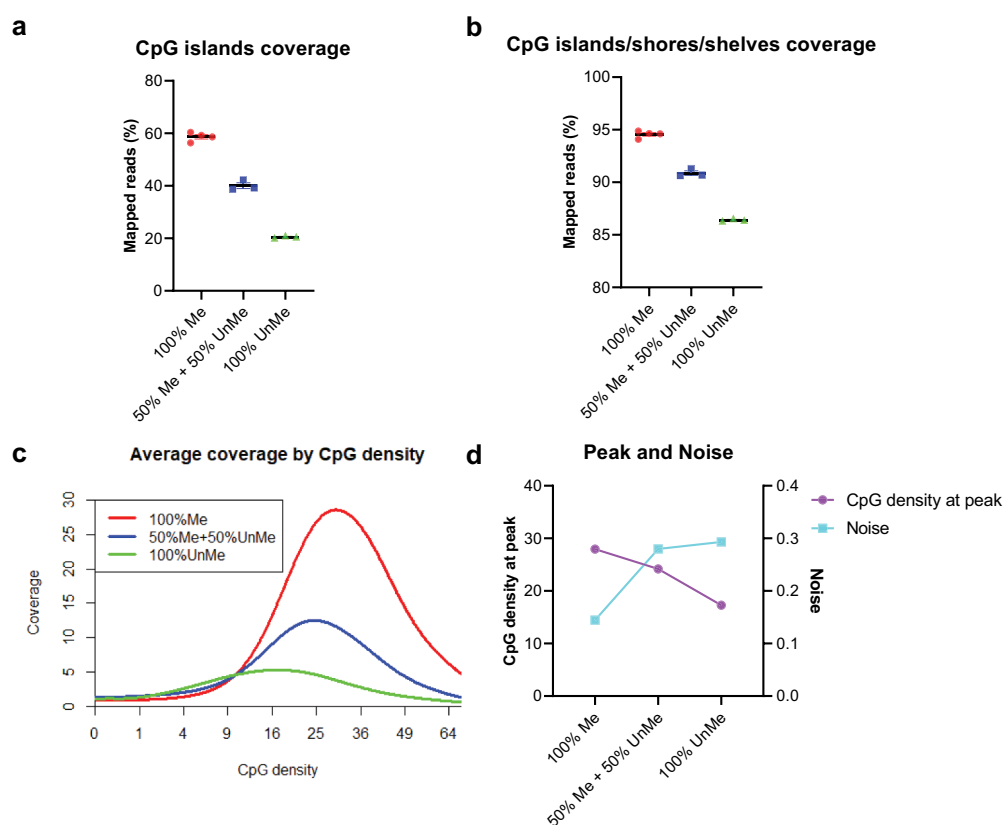 a
CpG islands coverage
Mapped reads (%)
80
60
40
20
0
100% Me
50% Me + 50% UnMe
100% UnMe
b
CpG islands/shores/shelves coverage
Mapped reads (%)
100
95
90
85
80
100% Me
50% Me + 50% UnMe
100% UnMe
c
Average coverage by CpG density
Coverage
30
25
20
15
10
5
0
100%Me
50%Me+50%UnMe
100%UnMe
0 1 4 9 16 25 36 49 64
CpG density
d
Peak and Noise
CpG density at peak
40
30
20
10
0
0.4
0.3
0.2
0.1
0.0
Noise
CpG density at peak
Noise
100% Me
50% Me + 50% UnMe
100% UnMe